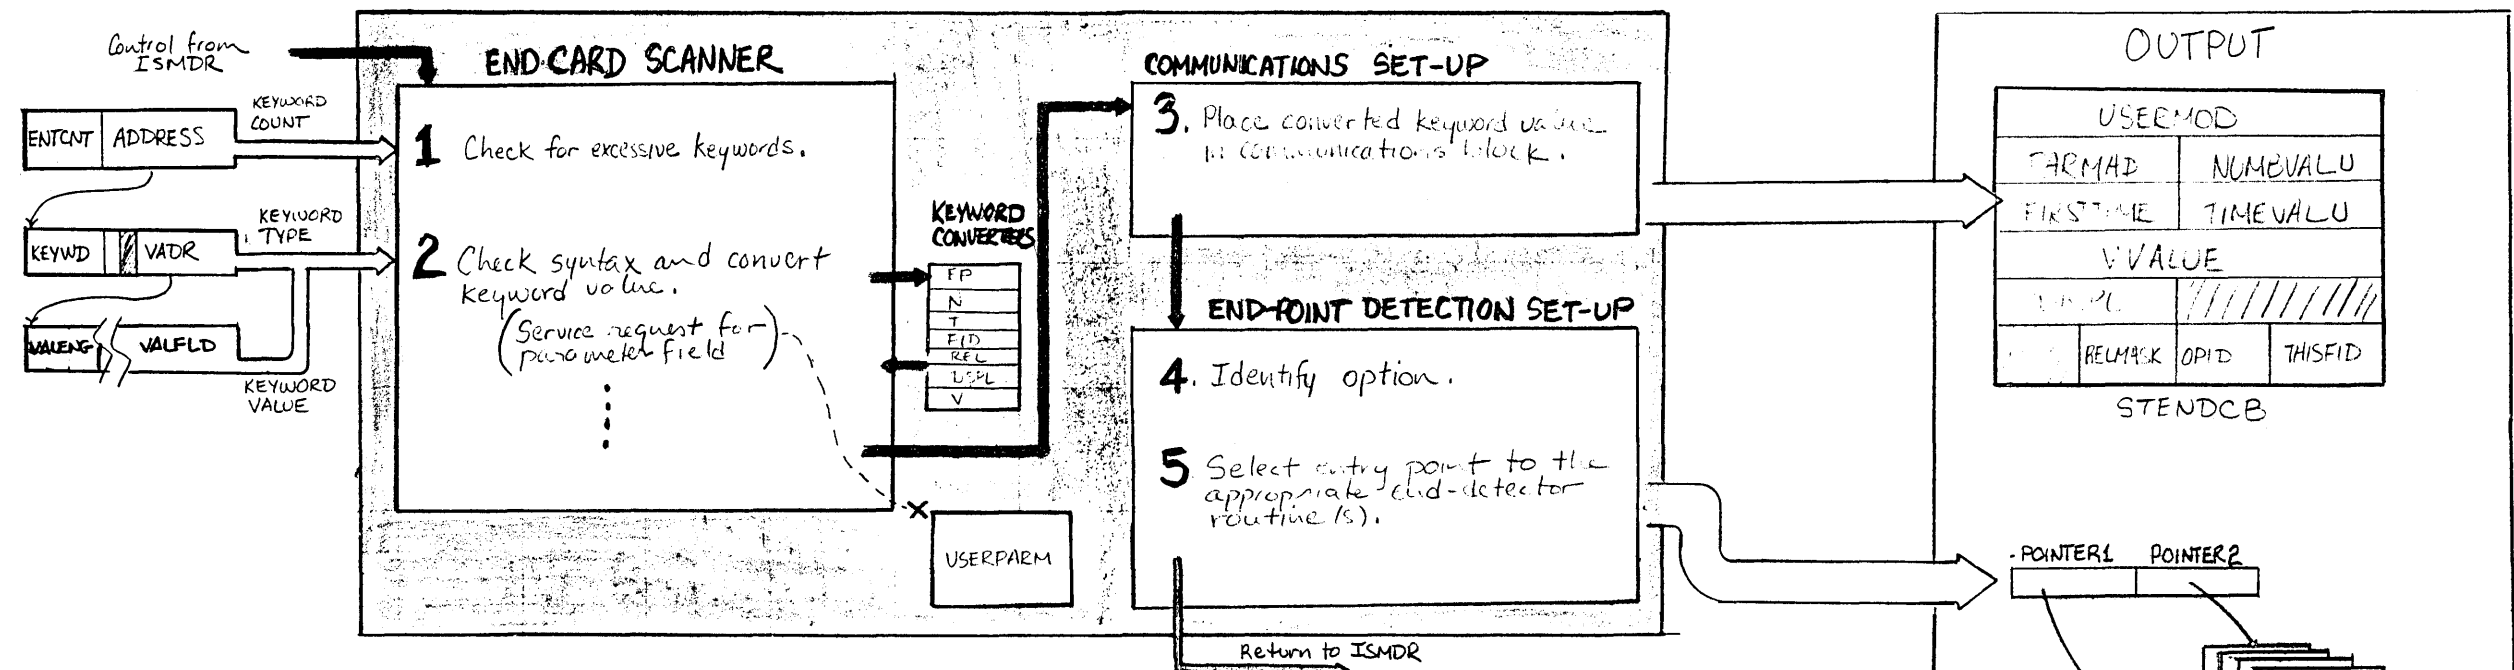 Control from
ISMDR
KEYWORD
COUNT
ENTCNT ADDRESS
KEYWORD
TYPE
KEYWD VADR
VALENG VALFLD
KEYWORD
VALUE
END-CARD SCANNER
1 Check for excessive keywords.
2 Check syntax and convert
keyword value.
(Service request for
parameter field)
KEYWORD
CONVERTERS
FP
N
T
FID
REL
USPL
V
USERPARM
COMMUNICATIONS SET-UP
3. Place converted keyword value
in communications block.
END-POINT DETECTION SET-UP
4. Identify option.
5 Select entry point to the
appropriate end-detector
routine(s).
Return to ISMDR
OUTPUT
USERMOD
PARMAD NUMBVALU
FIRSTTIME TIMEVALU
VVALUE
RELMASK OPID THISFID
STENDCB
POINTER1 POINTER2